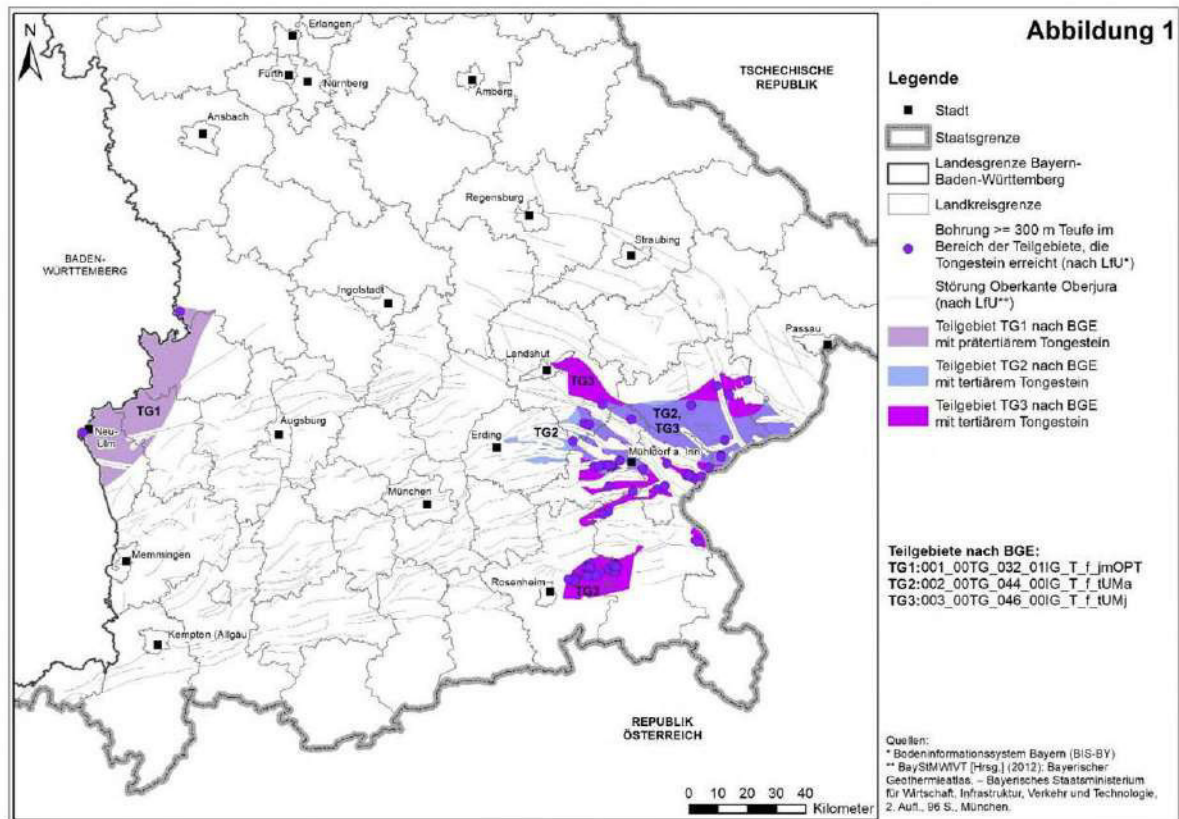 Abbildung 1
N
Erlangen
Fürth
Nürnberg
Amberg
Ansbach
TSCHECHISCHE
REPUBLIK
Regensburg
Straubing
BADEN-
WÜRTTEMBERG
Ingolstadt
Passau
Landshut
TG3
TG1
TG2,
TG3
Neu-
Ulm
Augsburg
Erding
TG2
Mühldorf a. Inn
München
Memmingen
Rosenheim
TG3
Kempten (Allgäu)
REPUBLIK
ÖSTERREICH
0 10 20 30 40
Kilometer
Legende
Stadt
Staatsgrenze
Landesgrenze Bayern-
Baden-Württemberg
Landkreisgrenze
Bohrung >= 300 m Teufe im
Bereich der Teilgebiete, die
Tongestein erreicht (nach LfU*)
Störung Oberkante Oberjura
(nach LfU**)
Teilgebiet TG1 nach BGE
mit prätertiärem Tongestein
Teilgebiet TG2 nach BGE
mit tertiärem Tongestein
Teilgebiet TG3 nach BGE
mit tertiärem Tongestein
Teilgebiete nach BGE:
TG1:001_00TG_032_01IG_T_f_jmOPT
TG2:002_00TG_044_00IG_T_f_tUMa
TG3:003_00TG_046_00IG_T_f_tUMj
Quellen:
* Bodeninformationssystem Bayern (BIS-BY)
** BayStMWIVT [Hrsg.] (2012): Bayerischer
Geothermieatlas. – Bayerisches Staatsministerium
für Wirtschaft, Infrastruktur, Verkehr und Technologie,
2. Aufl., 96 S., München.